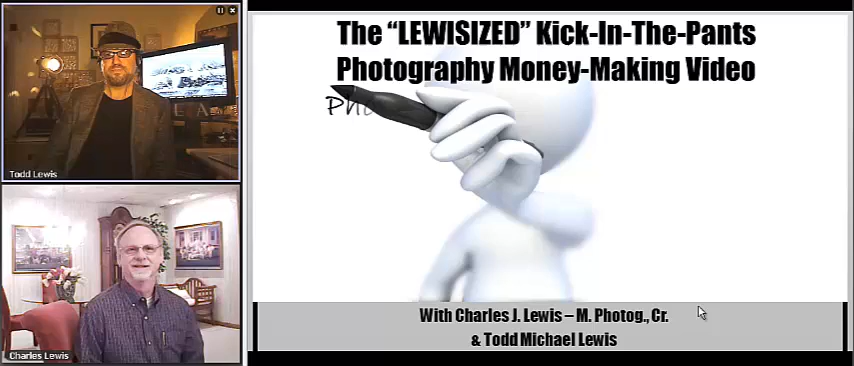 Todd Lewis
Charles Lewis
The “LEWISIZED” Kick-In-The-Pants
Photography Money-Making Video
Pho
With Charles J. Lewis – M. Photog., Cr.
& Todd Michael Lewis